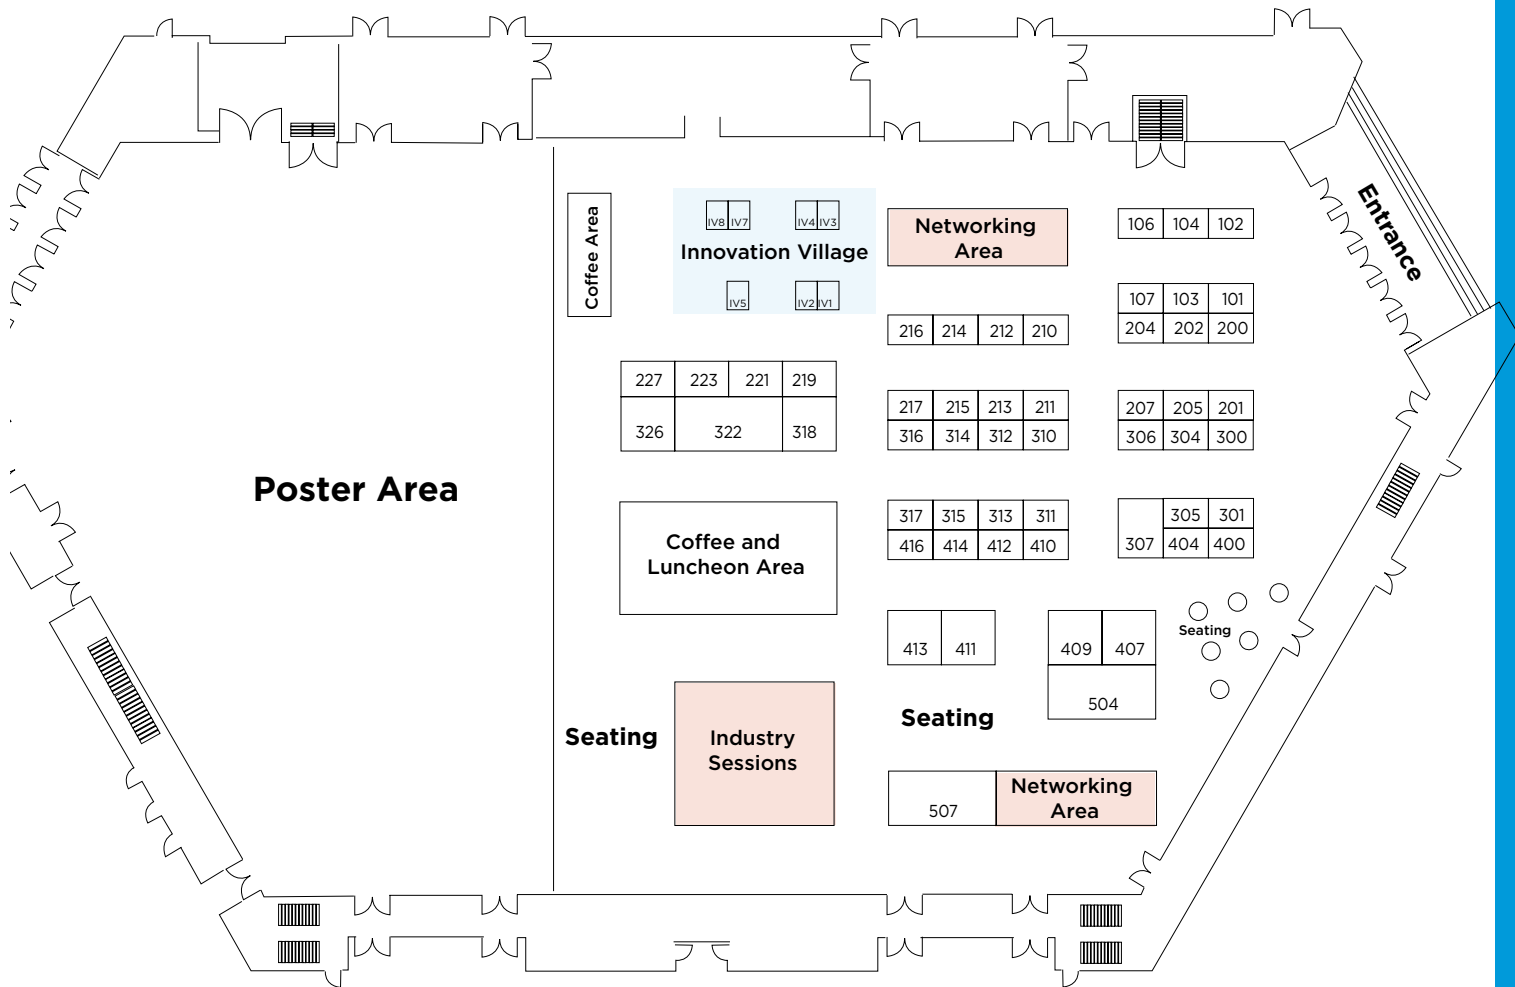 IV8 IV7 IV4 IV3
Innovation Village
IV5 IV2 IV1
Coffee Area
Networking
Area
106 104 102
Entrance
107 103 101
204 202 200
216 214 212 210
227 223 221 219
326 322 318
217 215 213 211
316 314 312 310
207 205 201
306 304 300
Poster Area
Coffee and
Luncheon Area
317 315 313 311
416 414 412 410
305 301
307 404 400
413 411
409 407
504
Seating
Seating
Industry
Sessions
Seating
507
Networking
Area